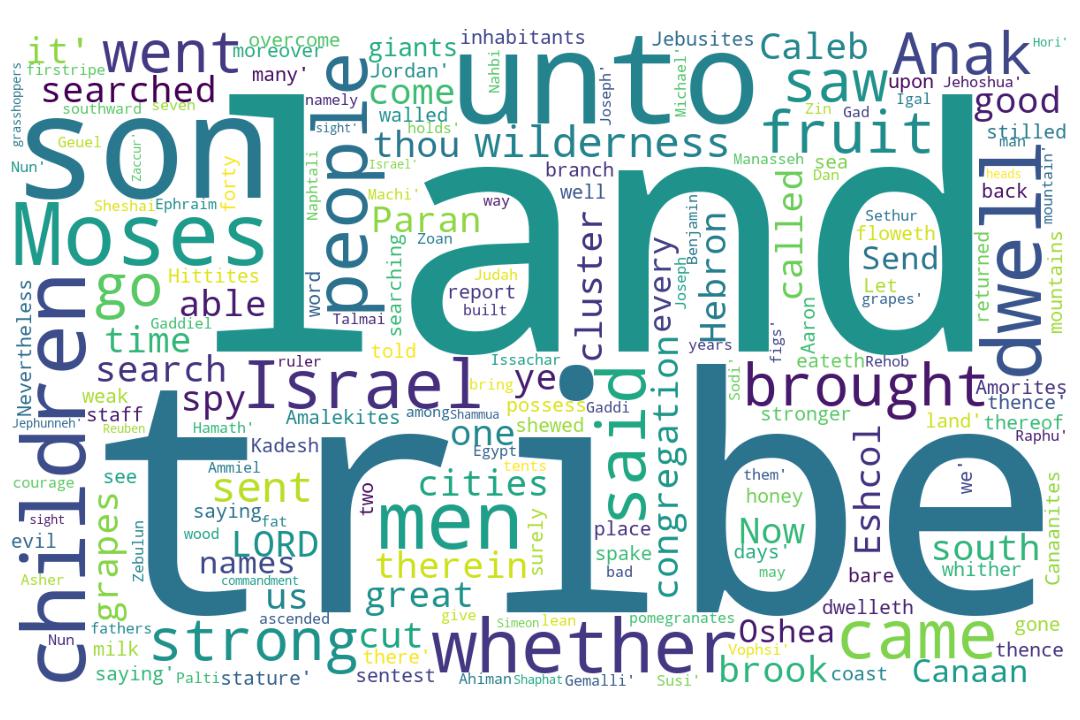 it'
went
overcome
moreover
firstripe
many'
giants
inhabitants
Jebusites
Caleb
Anak
Hori'
searched
people
Jordan'
come
unto
Nahbi
Joseph'
Michael'
saw
upon
Jehoshua'
good
grasshoppers
southward
seven
namely
walled
holds'
Zin
Gad
Igal
son
Geuel
Zaccur'
sight'
thou
wilderness
fruit
stilled
man
Nun'
forty
Naphtali
Israel'
branch
Manasseh
sea
Dan
heads
back
mountain'
land
Sheshai
Ephraim
Machi'
way
well
Benjamin
called
dwell
Moses
Paran
Zoan
cluster
Hebron
Sethur
floweth
Send
children
go
Hittites
able
word
searching
Judah
report
built
every
Joseph
Aaron
Let
grapes'
returned
mountains
Nevertheless
time
Gaddiel
Talmai
told
Issachar
years
figs'
eateth
Rehob
search
ruler
Israel
bring
ye
said
congregation
Sodi'
brought
Amorites
thence'
weak
spy
staff
Amalekites
among
Shammua
possess
Gaddi
shewed
stronger
land'
thereof
Jephunneh'
Reuben
Hamath'
Kadesh
one
Egypt
tents
Raphu'
tribe
courage
see
Ammiel
sent
two
cities
them'
honey
Eshcol
we'
Canaanites
sight
evil
grapes
Zebulun
saying
fat
wood
LORD
men
surely
place
spake
bad
Now
days'
may
south
whither
Asher
names
commandment
therein
us
great
bare
dwelleth
Nun
fathers
milk
ascended
strong
cut
give
Simeon
lean
pomegranates
whether
Oshea
Vophsi'
came
gone
thence
saying'
Palti
stature'
there'
sentest
Ahiman
Shaphat
Gemalli'
Susi'
brook
coast
Canaan